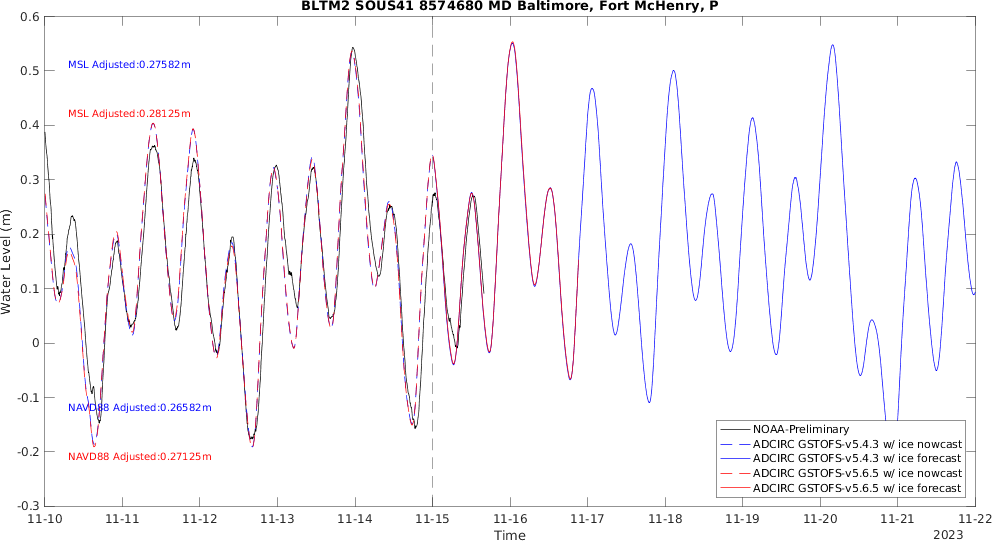 BLTM2 SOUS41 8574680 MD Baltimore, Fort McHenry, P
0.6
0.5
0.4
0.3
0.2
0.1
0
-0.1
-0.2
-0.3
Water Level (m)
MSL Adjusted:0.27582m
MSL Adjusted:0.28125m
NAVD88 Adjusted:0.26582m
NAVD88 Adjusted:0.27125m
NOAA-Preliminary
ADCIRC GSTOFS-v5.4.3 w/ ice nowcast
ADCIRC GSTOFS-v5.4.3 w/ ice forecast
ADCIRC GSTOFS-v5.6.5 w/ ice nowcast
ADCIRC GSTOFS-v5.6.5 w/ ice forecast
11-10 11-11 11-12 11-13 11-14 11-15 11-16 11-17 11-18 11-19 11-20 11-21 11-22
Time
2023